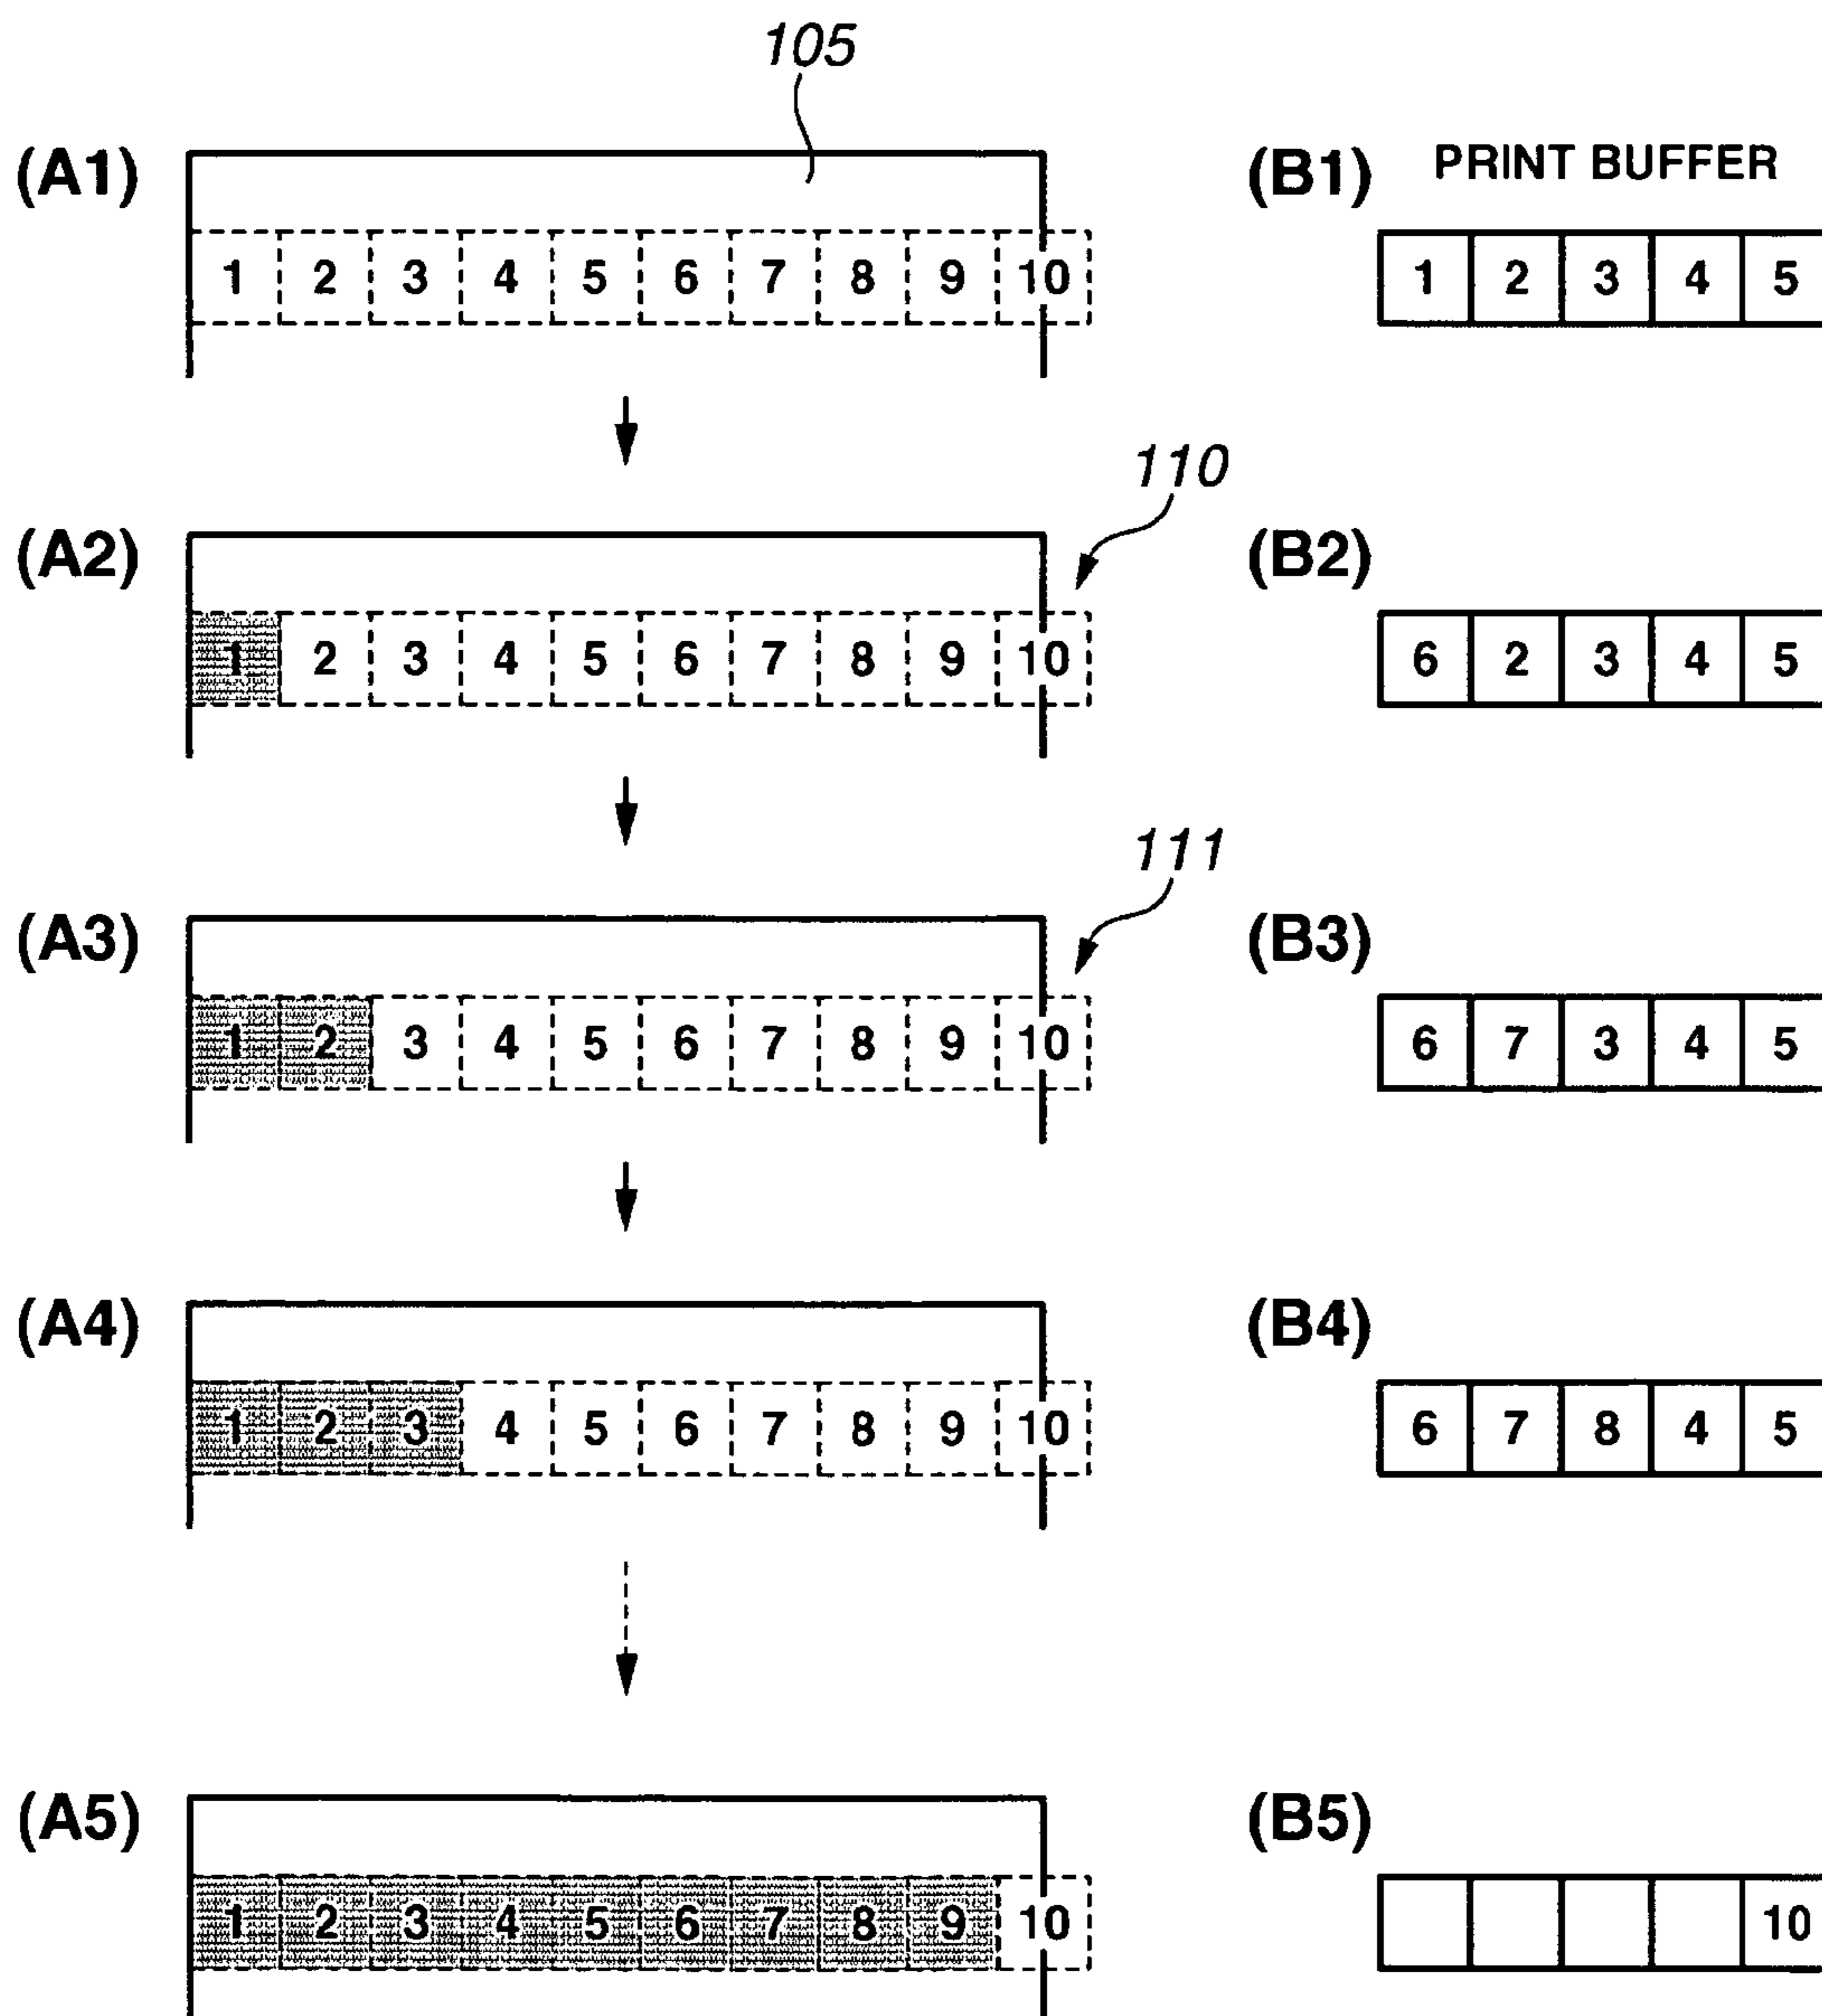 105
(A1) (B1) PRINT BUFFER
1 2 3 4 5 6 7 8 9 10 1 2 3 4 5
110
(A2) (B2)
1 2 3 4 5 6 7 8 9 10 6 2 3 4 5
111
(A3) (B3)
1 2 3 4 5 6 7 8 9 10 6 7 3 4 5
(A4) (B4)
1 2 3 4 5 6 7 8 9 10 6 7 8 4 5
(A5) (B5)
1 2 3 4 5 6 7 8 9 10 10